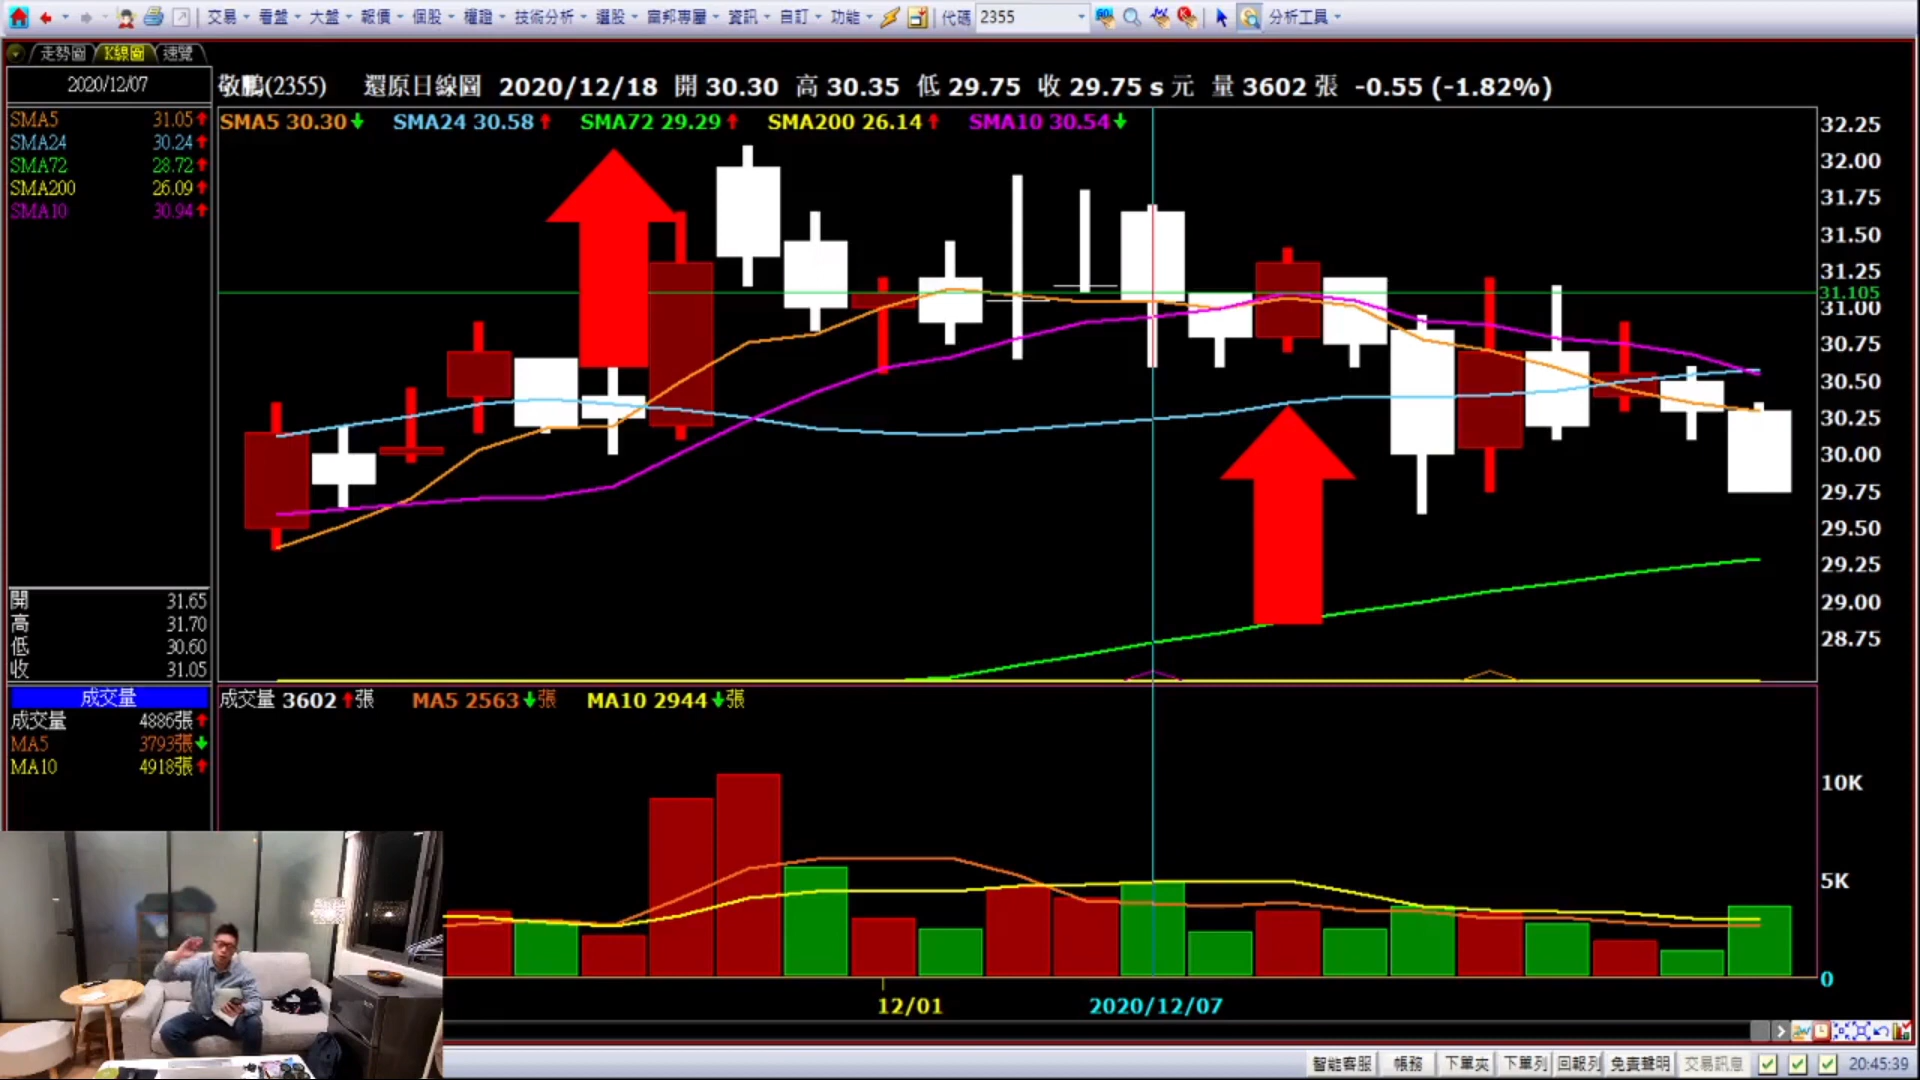 交易 看盤 大盤 報價 個股 權證 技術分析 選股 富邦專屬 資訊 自訂 功能 代碼 2355 分析工具
走勢圖 K線圖 速覽
2020/12/07 敬鵬(2355) 還原日線圖 2020/12/18 開 30.30 高 30.35 低 29.75 收 29.75 s 元 量 3602 張 -0.55 (-1.82%)
SMA5 31.05
SMA24 30.24
SMA72 28.72
SMA200 26.09
SMA10 30.94
SMA5 30.30 SMA24 30.58 SMA72 29.29 SMA200 26.14 SMA10 30.54
32.25
32.00
31.75
31.50
31.25
31.105
31.00
30.75
30.50
30.25
30.00
29.75
29.50
29.25
29.00
28.75
開 31.65
高 31.70
低 30.60
收 31.05
成交量
成交量 4886張
MA5 3793張
MA10 4918張
成交量 3602 張 MA5 2563 張 MA10 2944 張
10K
5K
0
12/01 2020/12/07
智能客服 帳務 下單夾 下單列 回報列 免責聲明 交易訊息 20:45:39